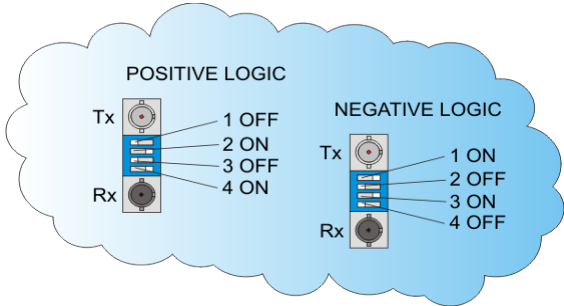 POSITIVE LOGIC
Tx
1 OFF
2 ON
3 OFF
4 ON
Rx
NEGATIVE LOGIC
Tx
1 ON
2 OFF
3 ON
4 OFF
Rx